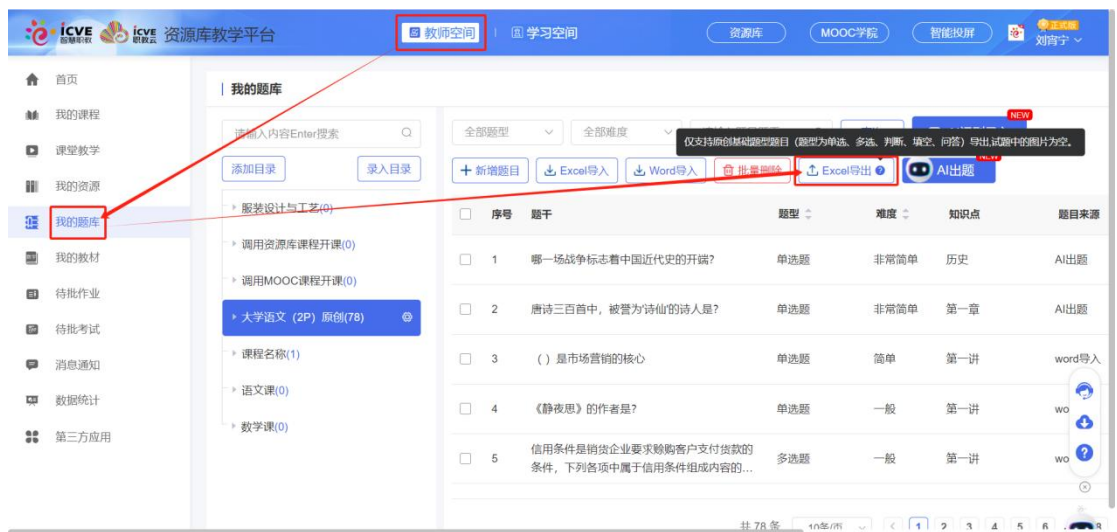 icve 智慧职教 icve 职教云 资源库教学平台
教师空间 学习空间 资源库 MOOC学院 智能投屏 正式版
刘宵宁
首页
我的课程
课堂教学
我的资源
我的题库
我的教材
待批作业
待批考试
消息通知
数据统计
第三方应用
我的题库
请输入内容Enter搜索
添加目录 录入目录
服装设计与工艺(0)
调用资源库课程开课(0)
调用MOOC课程开课(0)
大学语文（2P）原创(78)
课程名称(1)
语文课(0)
数学课(0)
全部题型 全部难度
NEW
仅支持原创基础题型题目（题型为单选、多选、判断、填空、问答）导出,试题中的图片为空。
NEW
新增题目 Excel导入 Word导入 批量删除 Excel导出 AI出题
序号 题干 题型 难度 知识点 题目来源
1 哪一场战争标志着中国近代史的开端？ 单选题 非常简单 历史 AI出题
2 唐诗三百首中，被誉为'诗仙'的诗人是？ 单选题 非常简单 第一章 AI出题
3 （ ）是市场营销的核心 单选题 简单 第一讲 word导入
4 《静夜思》的作者是？ 单选题 一般 第一讲 wo
5 信用条件是销货企业要求赊购客户支付货款的
条件，下列各项中属于信用条件组成内容的... 多选题 一般 第一讲 wo
共 78 条 10条/页 1 2 3 4 5 6 8